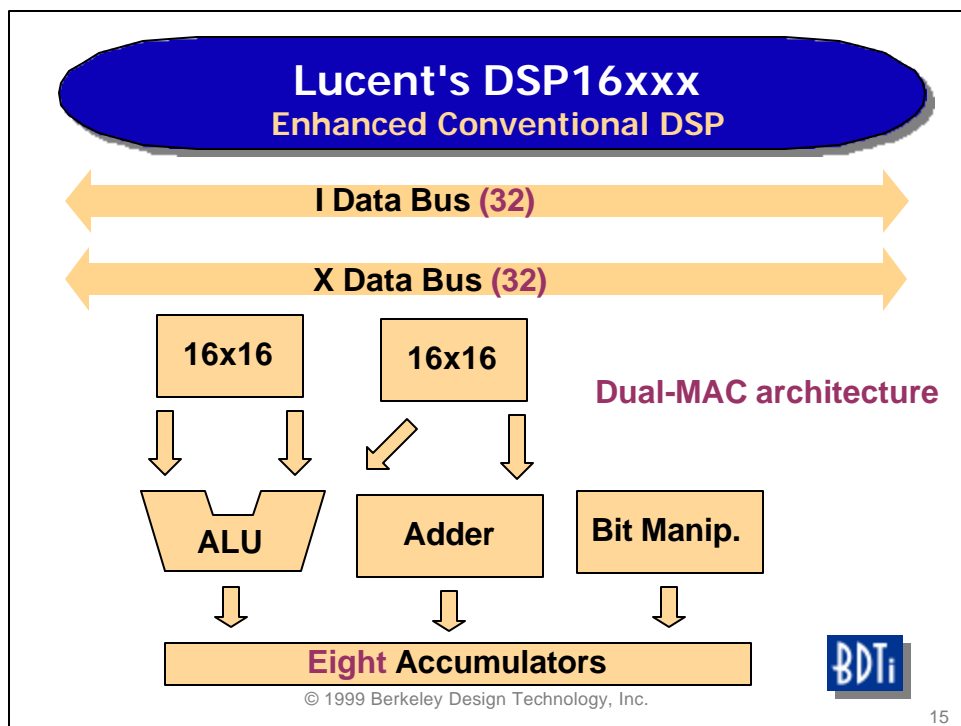 Lucent's DSP16xxx
Enhanced Conventional DSP
I Data Bus (32)
X Data Bus (32)
16x16
16x16
Dual-MAC architecture
ALU
Adder
Bit Manip.
Eight Accumulators
BDTi
© 1999 Berkeley Design Technology, Inc.
15